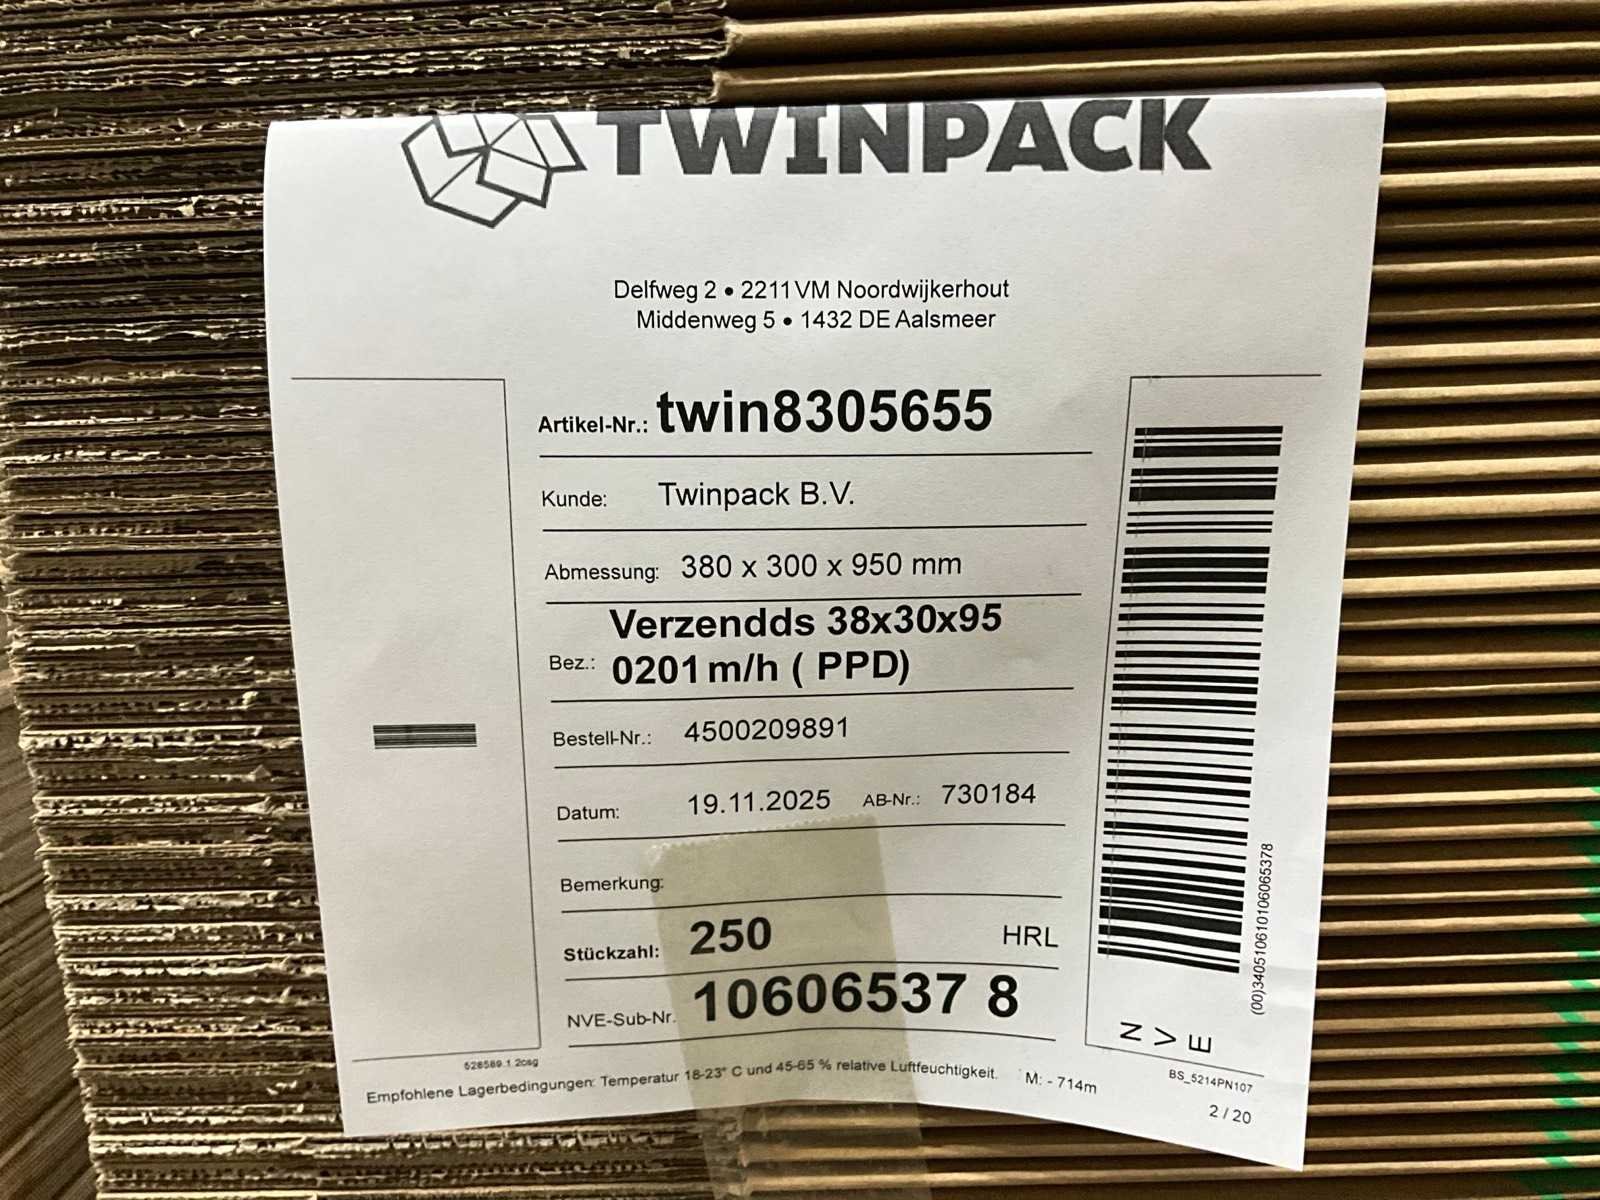 TWINPACK
Delfweg 2 • 2211 VM Noordwijkerhout
Middenweg 5 • 1432 DE Aalsmeer
Artikel-Nr.: twin8305655
Kunde: Twinpack B.V.
Abmessung: 380 x 300 x 950 mm
Verzendds 38x30x95
Bez.: 0201 m/h ( PPD)
Bestell-Nr.: 4500209891
Datum: 19.11.2025 AB-Nr.: 730184
Bemerkung:
Stückzahl: 250 HRL
NVE-Sub-Nr. 10606537 8
(00)340510610106065378
NVE
528589.1.2csg
Empfohlene Lagerbedingungen: Temperatur 18-23° C und 45-65 % relative Luftfeuchtigkeit. M: - 714m
BS_5214PN107
2 / 20